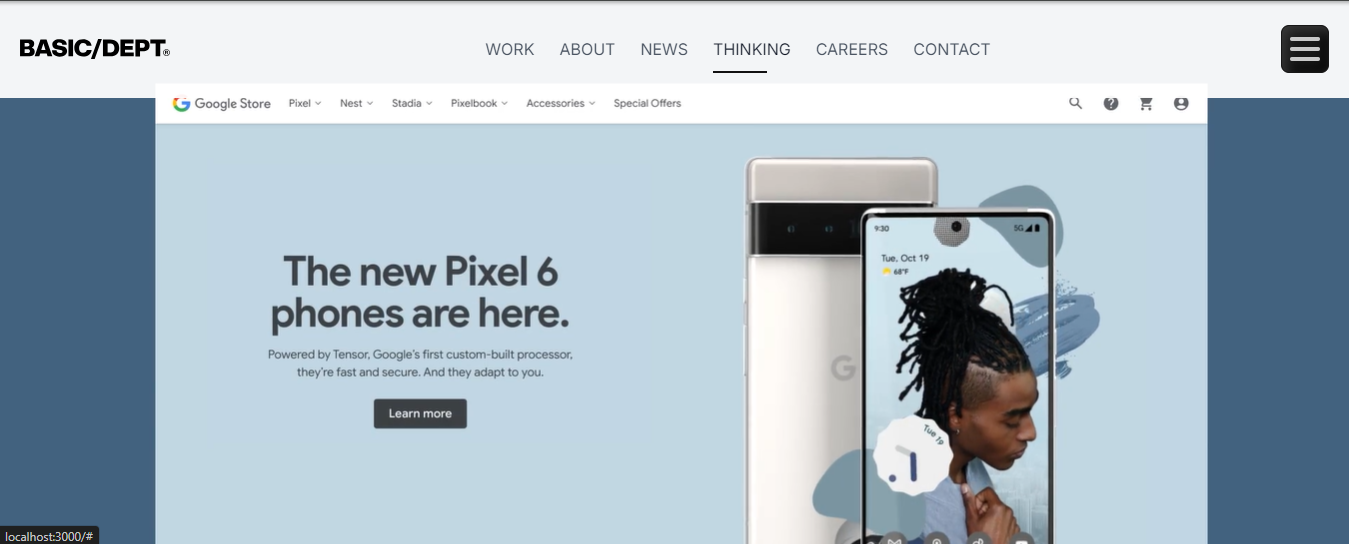 BASIC/DEPT.®
WORK ABOUT NEWS THINKING CAREERS CONTACT
Google Store Pixel Nest Stadia Pixelbook Accessories Special Offers
The new Pixel 6
phones are here.
Powered by Tensor, Google's first custom-built processor,
they're fast and secure. And they adapt to you.
Learn more
9:30 5G
Tue, Oct 19
68°F
G
Tue 19
localhost:3000/#